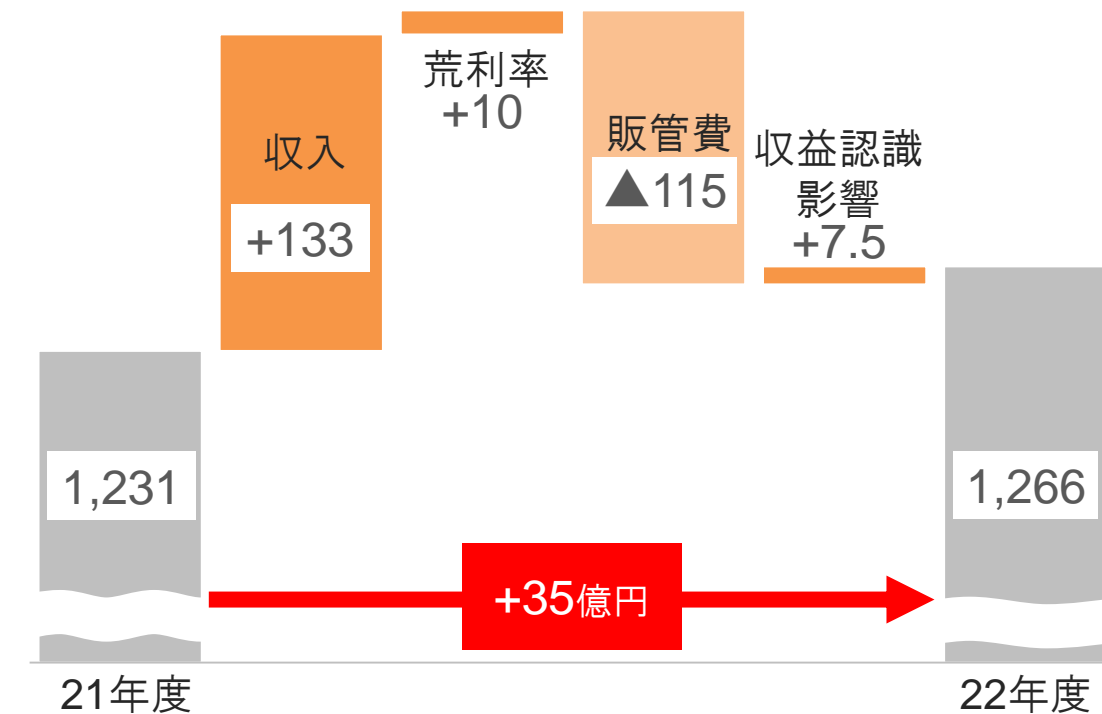 荒利率
+10
収入
+133
販管費
▲115
収益認識
影響
+7.5
1,231
1,266
+35億円
21年度
22年度